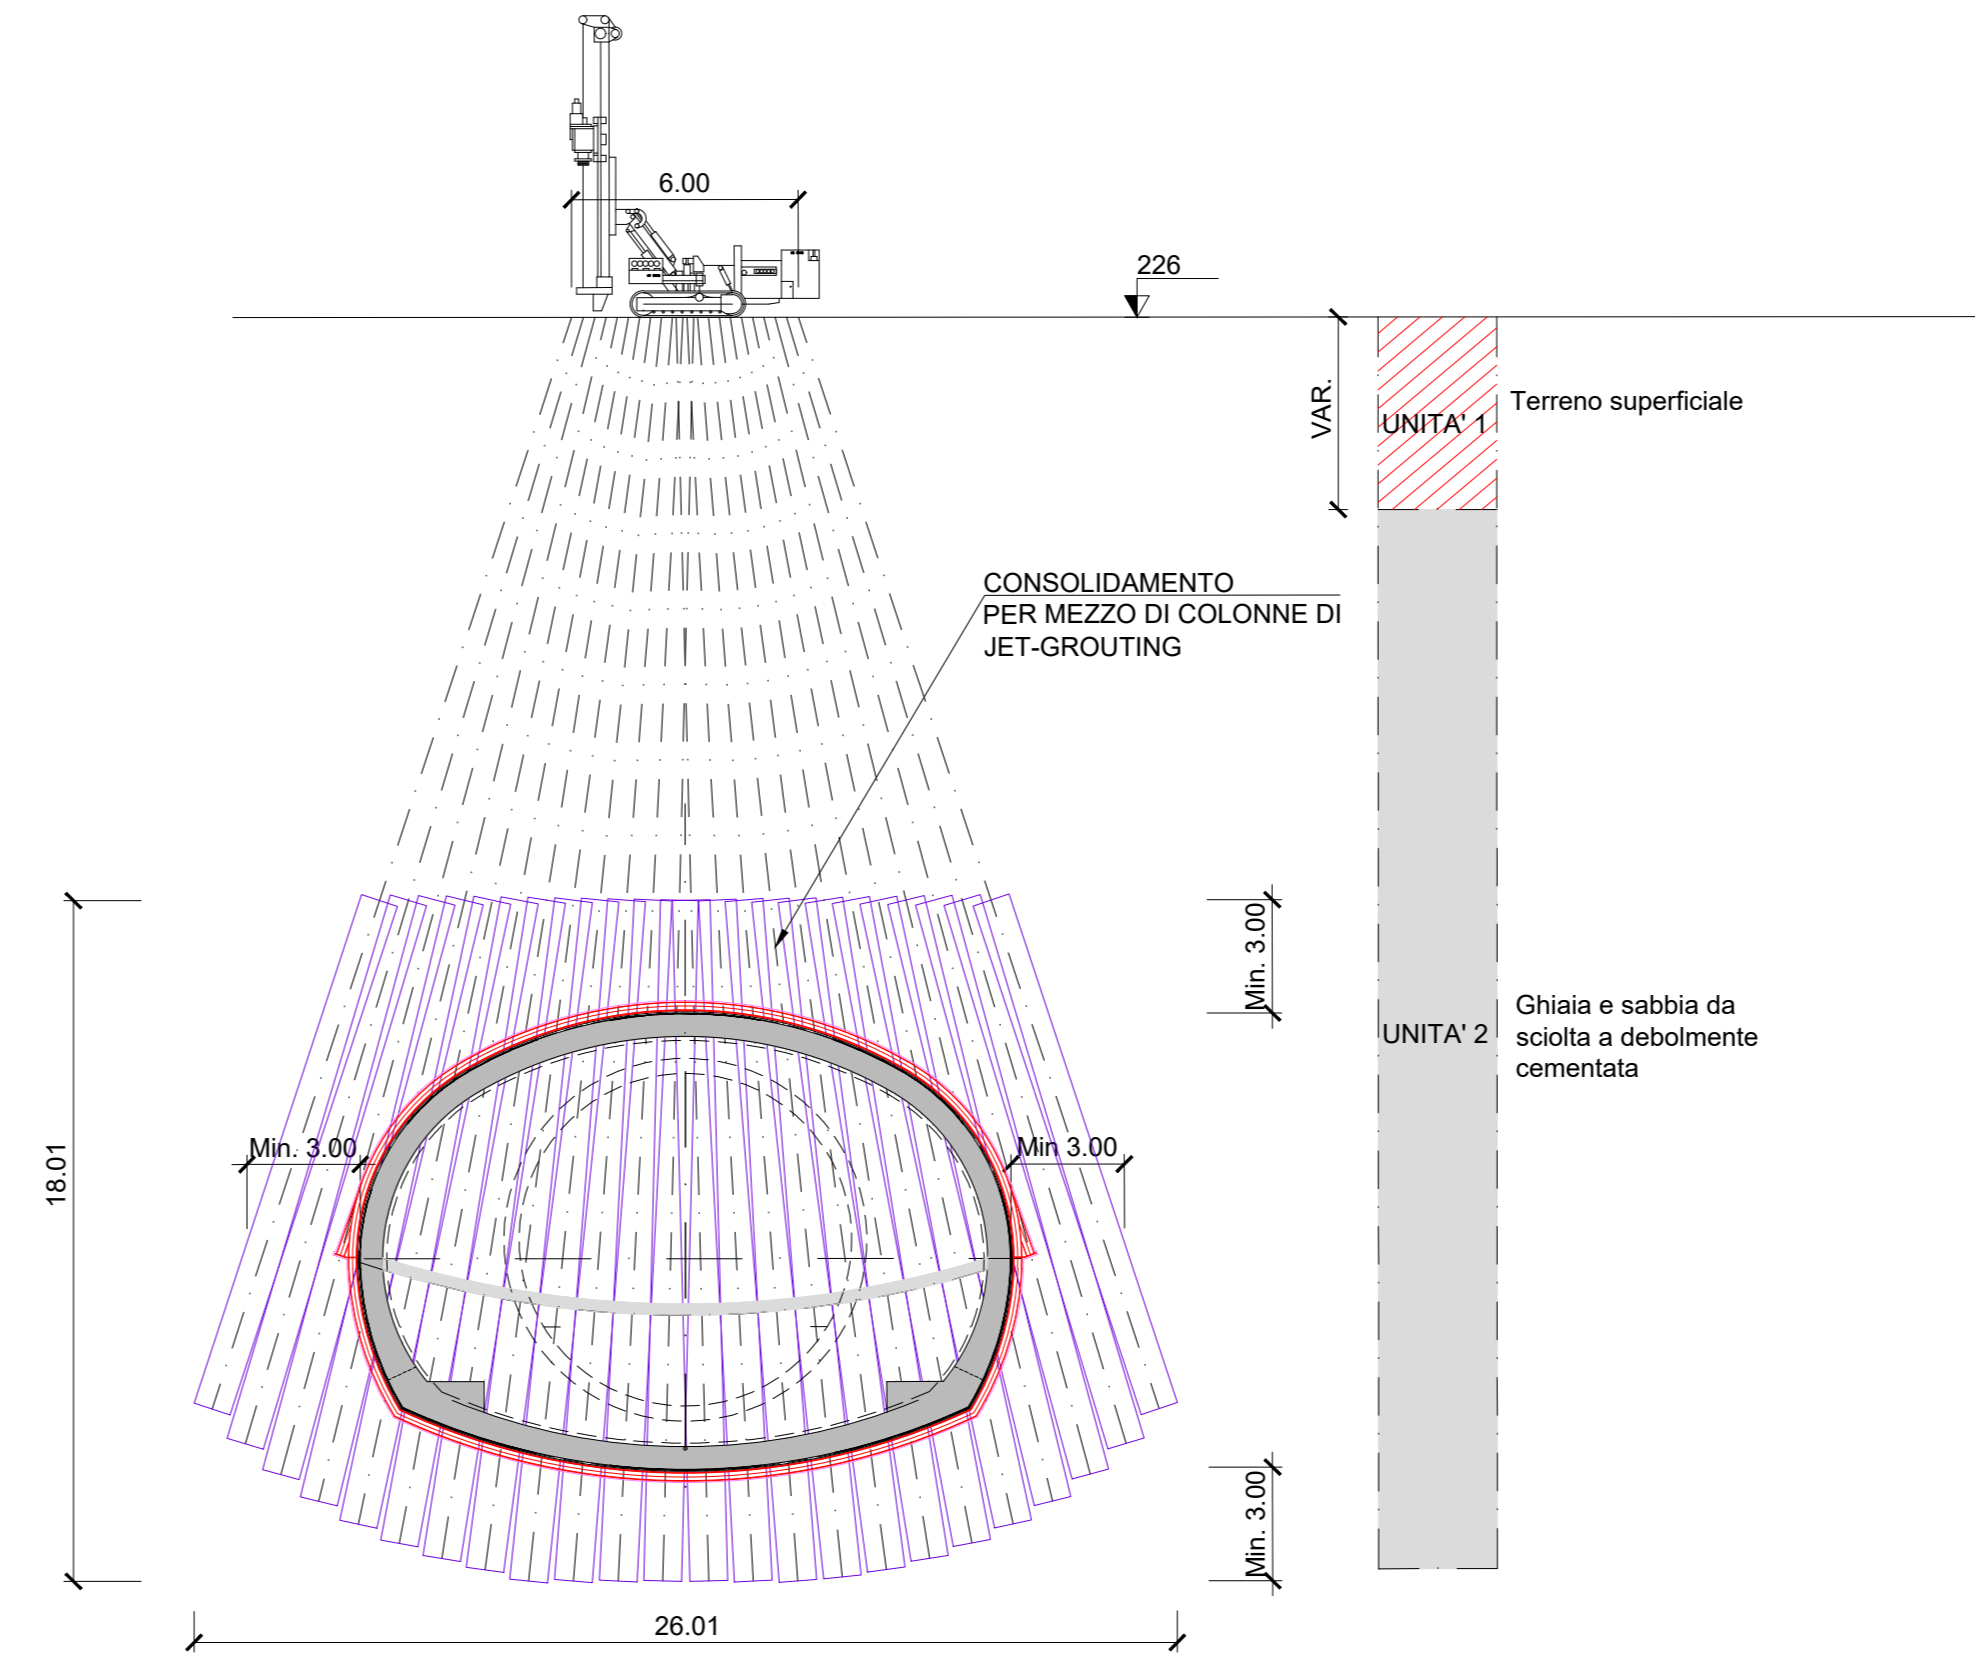 6.00
226
VAR.
UNITA' 1
Terreno superficiale
CONSOLIDAMENTO
PER MEZZO DI COLONNE DI
JET-GROUTING
Min. 3.00
UNITA' 2
Ghiaia e sabbia da
sciolta a debolmente
cementata
18.01
Min. 3.00
Min 3.00
Min. 3.00
26.01